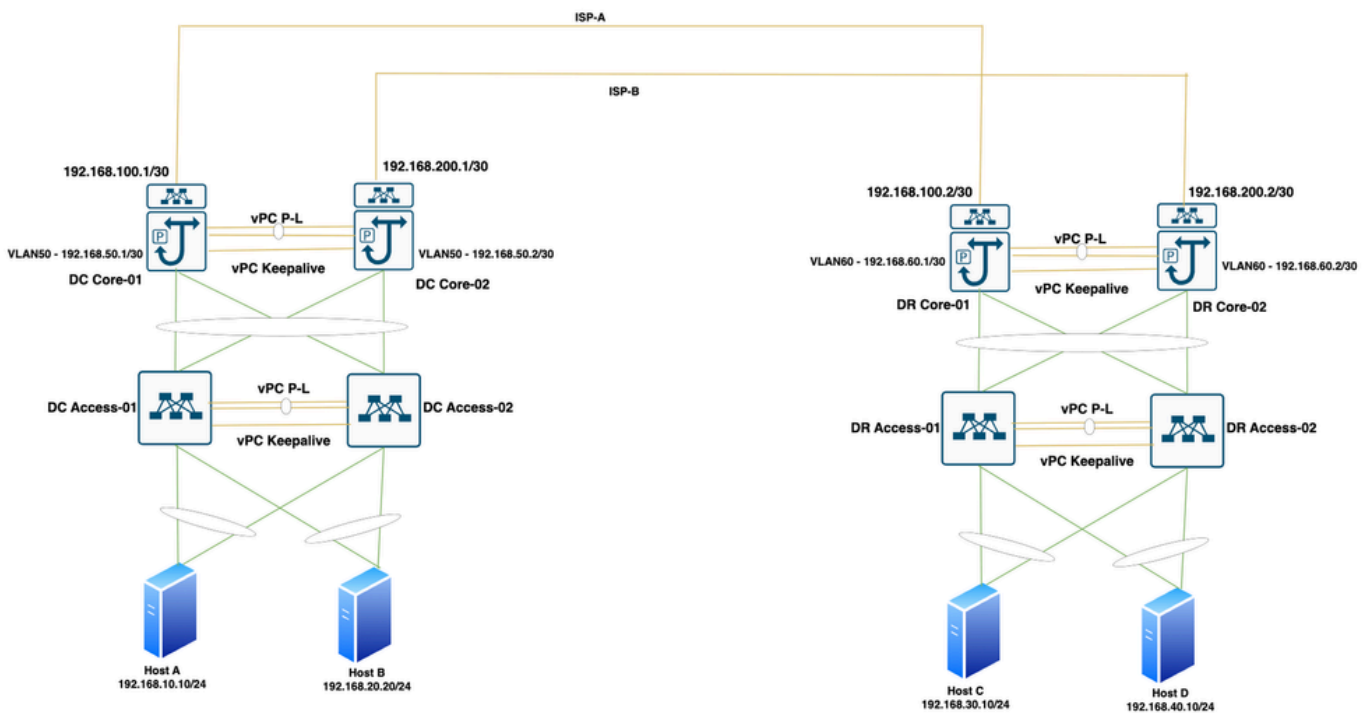 ISP-A
ISP-B
192.168.100.1/30
192.168.200.1/30
192.168.100.2/30
192.168.200.2/30
vPC P-L
P
P
VLAN50 - 192.168.50.1/30
VLAN50 - 192.168.50.2/30
vPC Keepalive
DC Core-01
DC Core-02
vPC P-L
P
P
VLAN60 - 192.168.60.1/30
VLAN60 - 192.168.60.2/30
vPC Keepalive
DR Core-01
DR Core-02
vPC P-L
DC Access-01
DC Access-02
vPC Keepalive
vPC P-L
DR Access-01
DR Access-02
vPC Keepalive
Host A
192.168.10.10/24
Host B
192.168.20.20/24
Host C
192.168.30.10/24
Host D
192.168.40.10/24